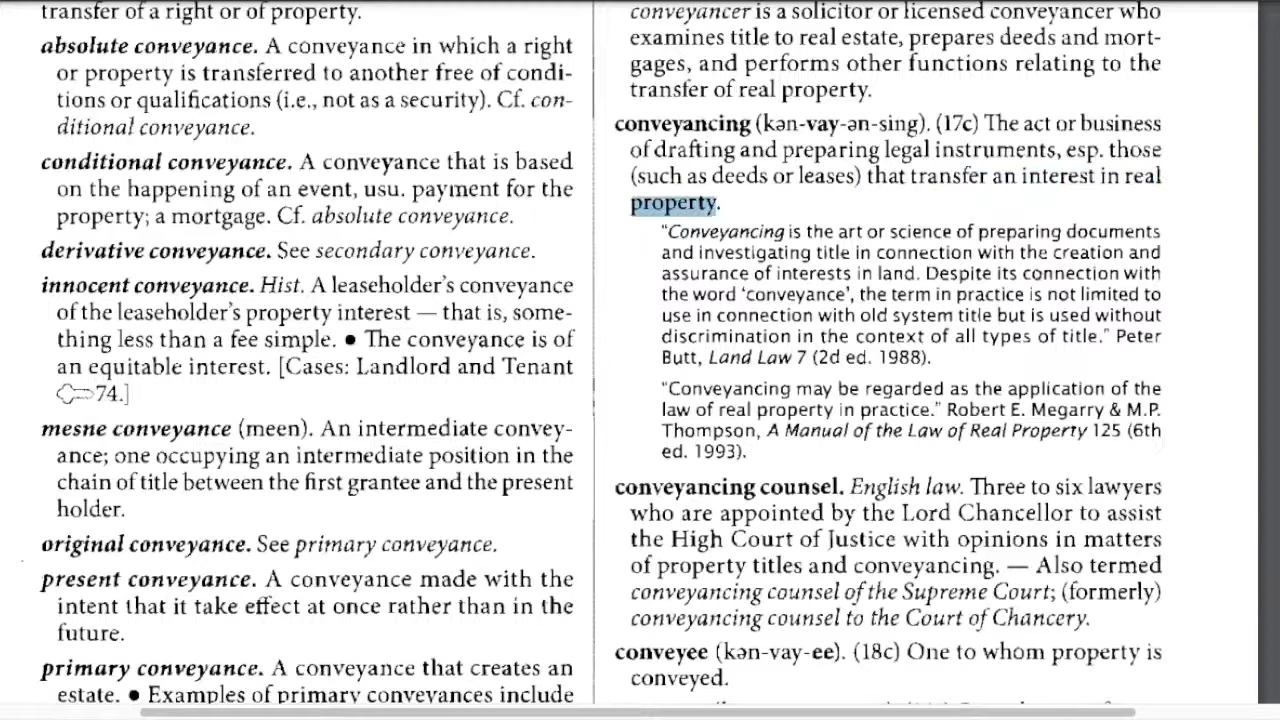 transfer of a right or of property.
absolute conveyance. A conveyance in which a right
or property is transferred to another free of condi-
tions or qualifications (i.e., not as a security). Cf. con-
ditional conveyance.
conditional conveyance. A conveyance that is based
on the happening of an event, usu. payment for the
property; a mortgage. Cf. absolute conveyance.
derivative conveyance. See secondary conveyance.
innocent conveyance. Hist. A leaseholder's conveyance
of the leaseholder's property interest — that is, some-
thing less than a fee simple. ● The conveyance is of
an equitable interest. [Cases: Landlord and Tenant
74.]
mesne conveyance (meen). An intermediate convey-
ance; one occupying an intermediate position in the
chain of title between the first grantee and the present
holder.
original conveyance. See primary conveyance.
present conveyance. A conveyance made with the
intent that it take effect at once rather than in the
future.
primary conveyance. A conveyance that creates an
estate. ● Examples of primary conveyances include
conveyancer is a solicitor or licensed conveyancer who
examines title to real estate, prepares deeds and mort-
gages, and performs other functions relating to the
transfer of real property.
conveyancing (kən-vay-ən-sing). (17c) The act or business
of drafting and preparing legal instruments, esp. those
(such as deeds or leases) that transfer an interest in real
property.
"Conveyancing is the art or science of preparing documents
and investigating title in connection with the creation and
assurance of interests in land. Despite its connection with
the word 'conveyance', the term in practice is not limited to
use in connection with old system title but is used without
discrimination in the context of all types of title." Peter
Butt, Land Law 7 (2d ed. 1988).
"Conveyancing may be regarded as the application of the
law of real property in practice." Robert E. Megarry & M.P.
Thompson, A Manual of the Law of Real Property 125 (6th
ed. 1993).
conveyancing counsel. English law. Three to six lawyers
who are appointed by the Lord Chancellor to assist
the High Court of Justice with opinions in matters
of property titles and conveyancing. — Also termed
conveyancing counsel of the Supreme Court; (formerly)
conveyancing counsel to the Court of Chancery.
conveyee (kən-vay-ee). (18c) One to whom property is
conveyed.